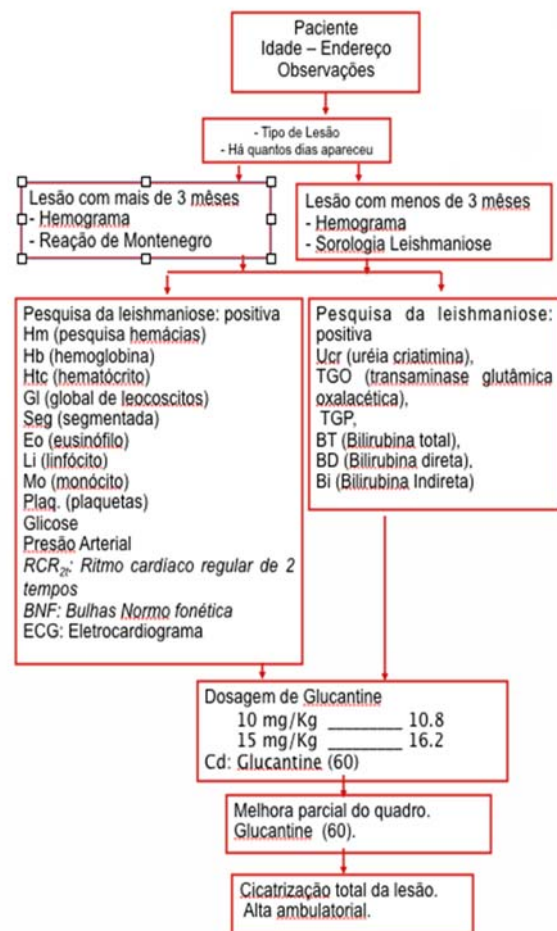 Paciente
Idade – Endereço
Observações
- Tipo de Lesão
- Há quantos dias apareceu
Lesão com mais de 3 mêses
- Hemograma
- Reação de Montenegro
Lesão com menos de 3 mêses
- Hemograma
- Sorologia Leishmaniose
Pesquisa da leishmaniose: positiva
Hm (pesquisa hemácias)
Hb (hemoglobina)
Htc (hematócrito)
Gl (global de leocoscitos)
Seg (segmentada)
Eo (eusinófilo)
Li (linfócito)
Mo (monócito)
Plaq. (plaquetas)
Glicose
Presão Arterial
RCR2t: Ritmo cardíaco regular de 2
tempos
BNF: Bulhas Normo fonética
ECG: Eletrocardiograma
Pesquisa da leishmaniose:
positiva
Ucr (uréia criatimina),
TGO (transaminase glutâmica
oxalacética),
TGP,
BT (Bilirubina total),
BD (Bilirubina direta),
Bi (Bilirubina Indireta)
Dosagem de Glucantine
10 mg/Kg ________ 10.8
15 mg/Kg ________ 16.2
Cd: Glucantine (60)
Melhora parcial do quadro.
Glucantine (60).
Cicatrização total da lesão.
Alta ambulatorial.